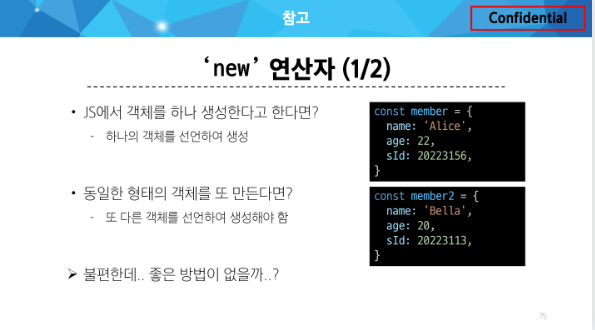 참고
Confidential
‘new’ 연산자 (1/2)
• JS에서 객체를 하나 생성한다고 한다면?
- 하나의 객체를 선언하여 생성
• 동일한 형태의 객체를 또 만든다면?
- 또 다른 객체를 선언하여 생성해야 함
➢ 불편한데.. 좋은 방법이 없을까..?
const member = {
name: ‘Alice’,
age: 22,
sId: 20223156,
}
const member2 = {
name: ‘Bella’,
age: 20,
sId: 20223113,
}
75